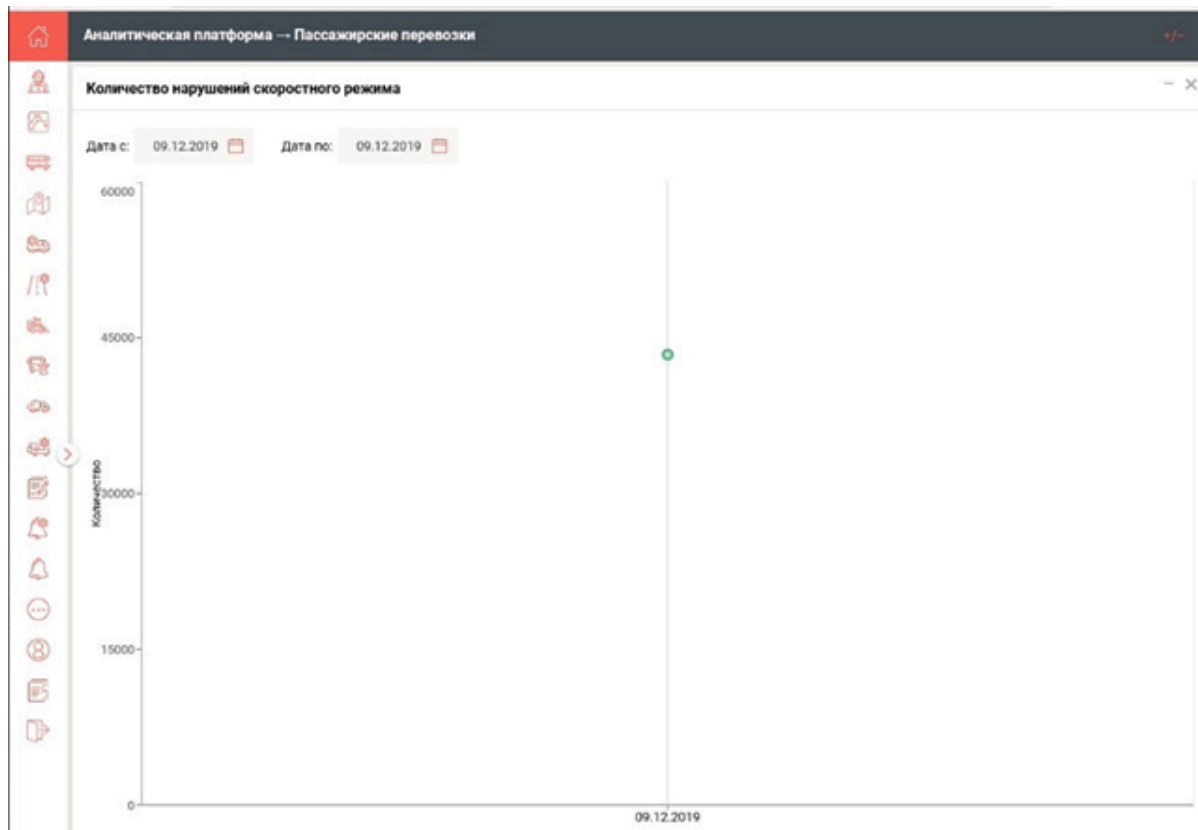 Аналитическая платформа → Пассажирские перевозки
+/−
Количество нарушений скоростного режима
Дата с: 09.12.2019 Дата по: 09.12.2019
60000
45000
Количество
30000
15000
0
09.12.2019